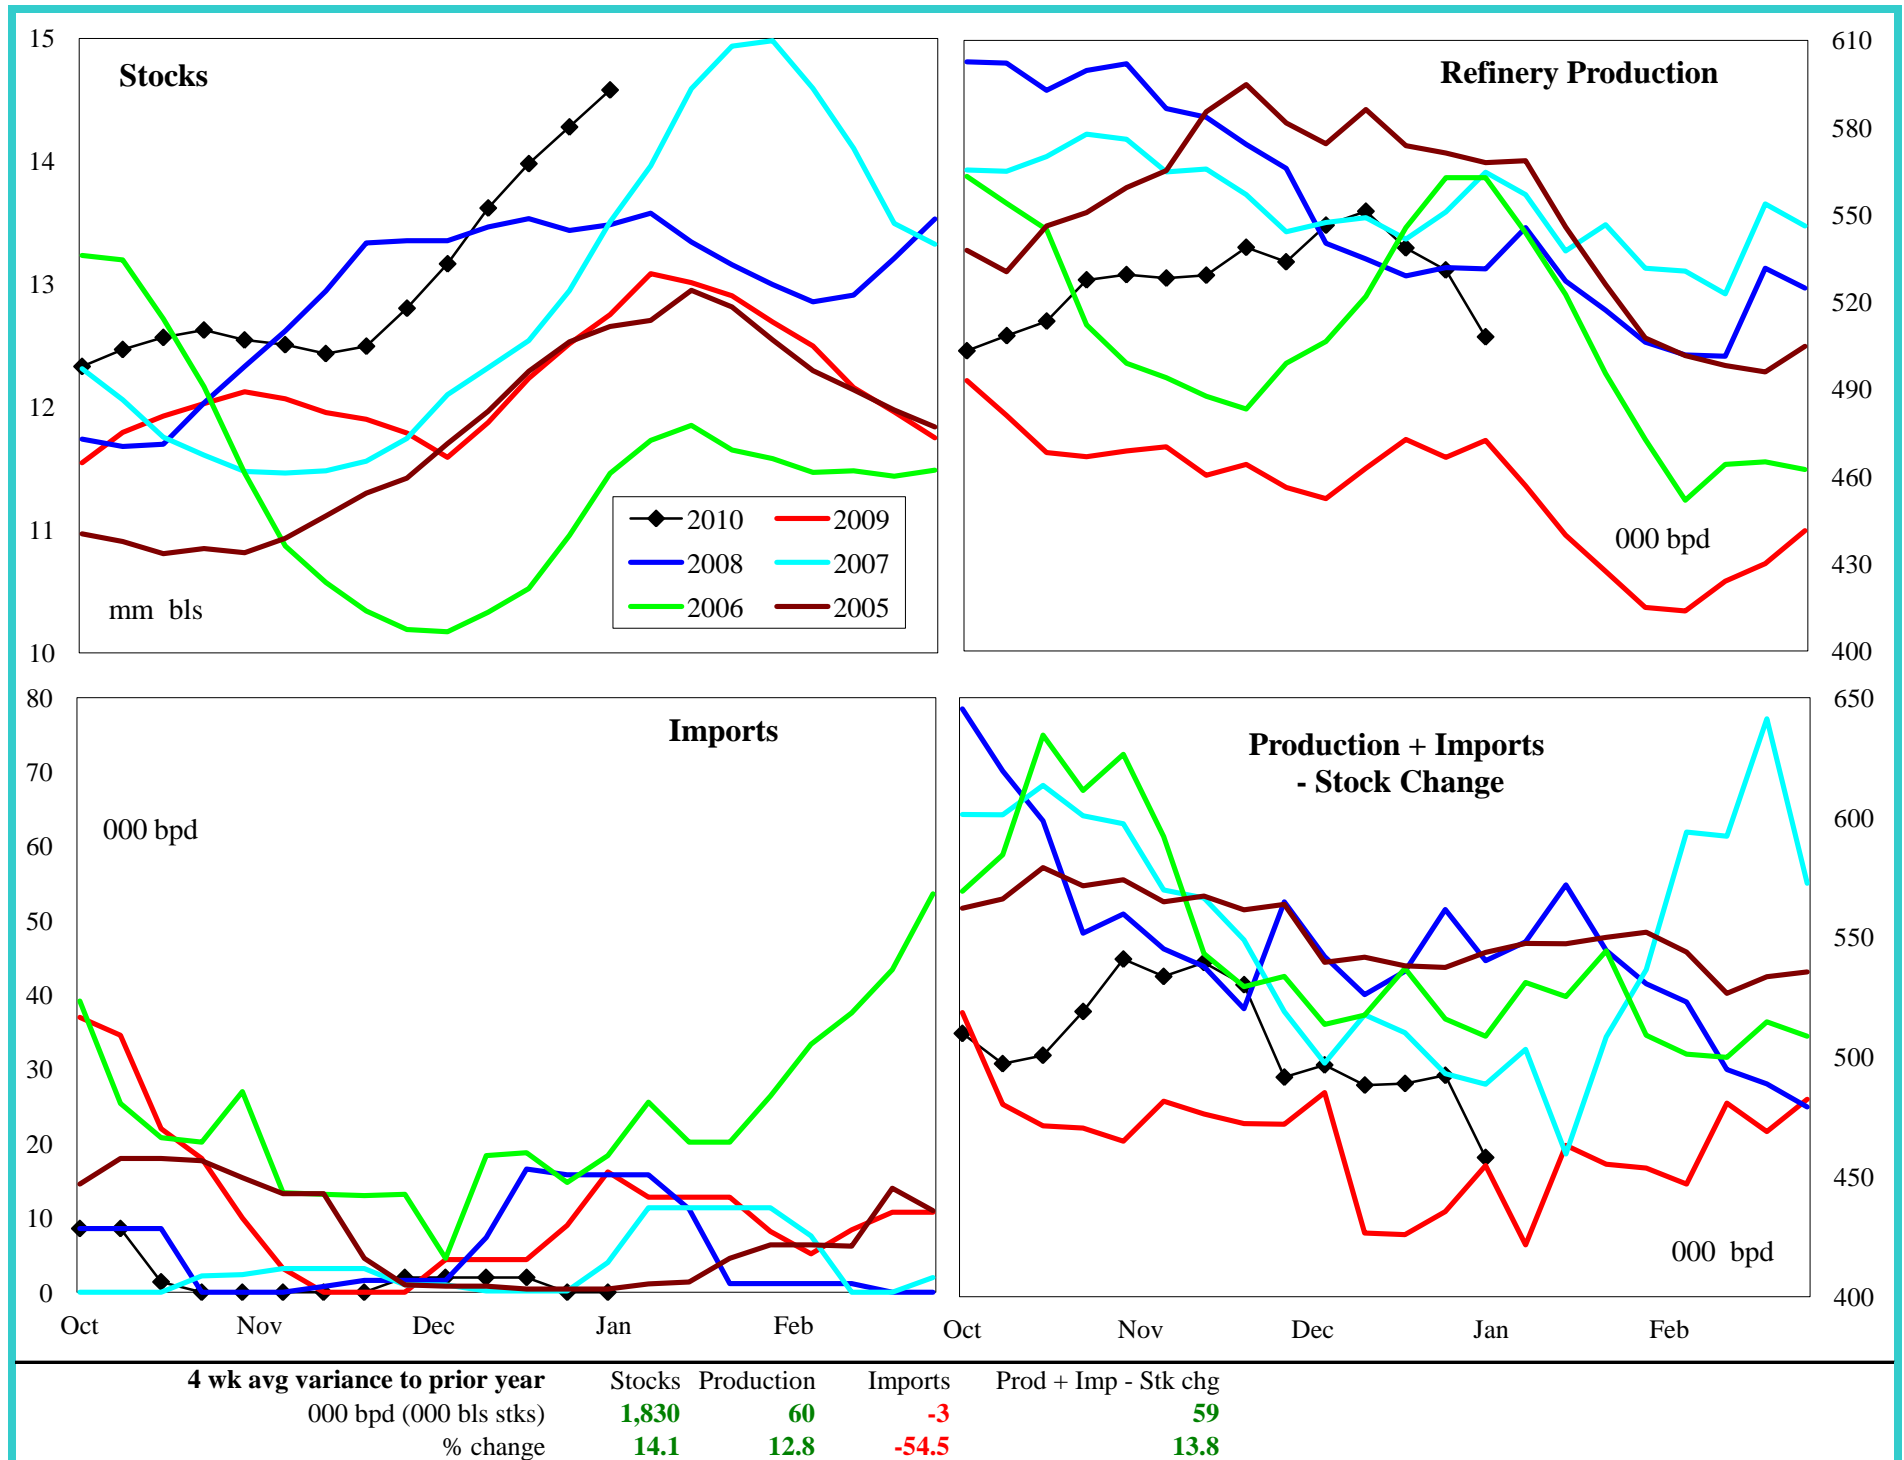 Stocks
15
14
13
12
11
10
mm bls
2010 2009
2008 2007
2006 2005
Refinery Production
610
580
550
520
490
460
430
400
000 bpd
Imports
80
70
60
50
40
30
20
10
0
000 bpd
Oct Nov Dec Jan Feb
Production + Imports
- Stock Change
650
600
550
500
450
400
000 bpd
Oct Nov Dec Jan Feb
4 wk avg variance to prior year Stocks Production Imports Prod + Imp - Stk chg
000 bpd (000 bls stks) 1,830 60 -3 59
% change 14.1 12.8 -54.5 13.8